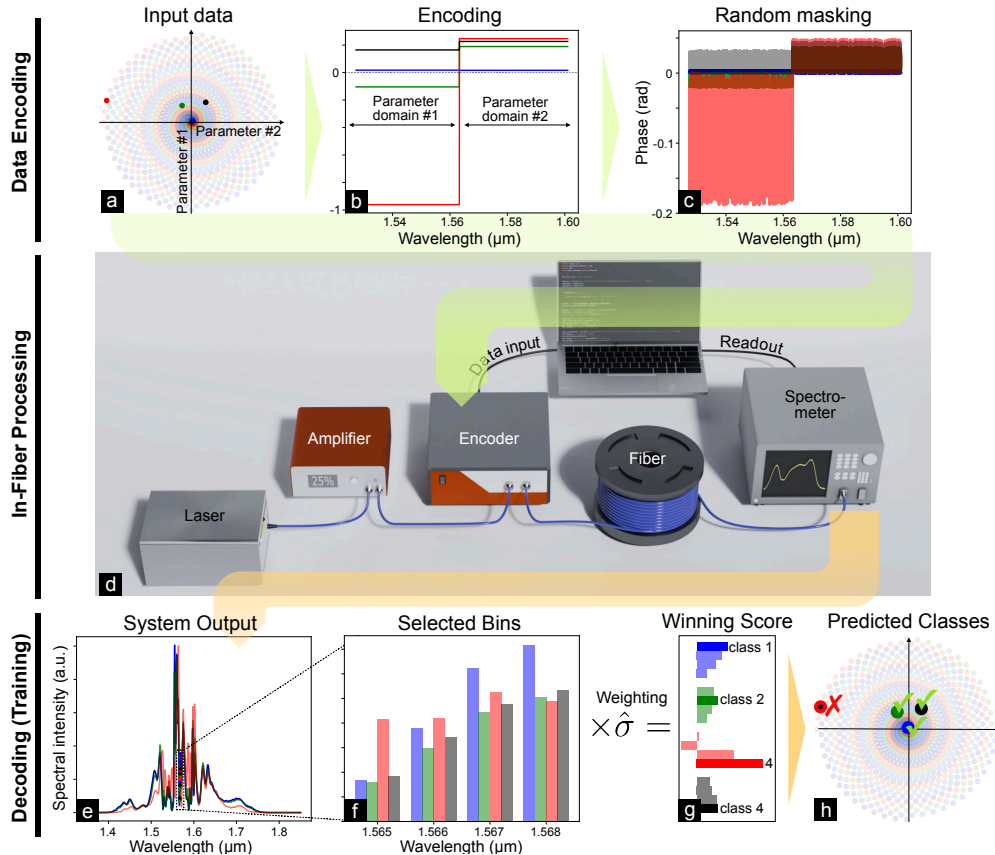 Data Encoding
Input data
Parameter #1
Parameter #2
a
Encoding
0
-1
Parameter
domain #1
Parameter
domain #2
1.54
1.56
1.58
1.60
Wavelength (µm)
b
Random masking
Phase (rad)
0
-0.1
-0.2
1.54
1.56
1.58
1.60
Wavelength (µm)
c
In-Fiber Processing
Data input
Readout
Spectro-
meter
Amplifier
25%
Encoder
Fiber
Laser
d
Decoding (Training)
System Output
Spectral intensity (a.u.)
1.4
1.5
1.6
1.7
1.8
Wavelength (µm)
e
Selected Bins
1.565
1.566
1.567
1.568
Wavelength (µm)
f
Weighting
× σ̂ =
Winning Score
class 1
class 2
4
class 4
g
Predicted Classes
h